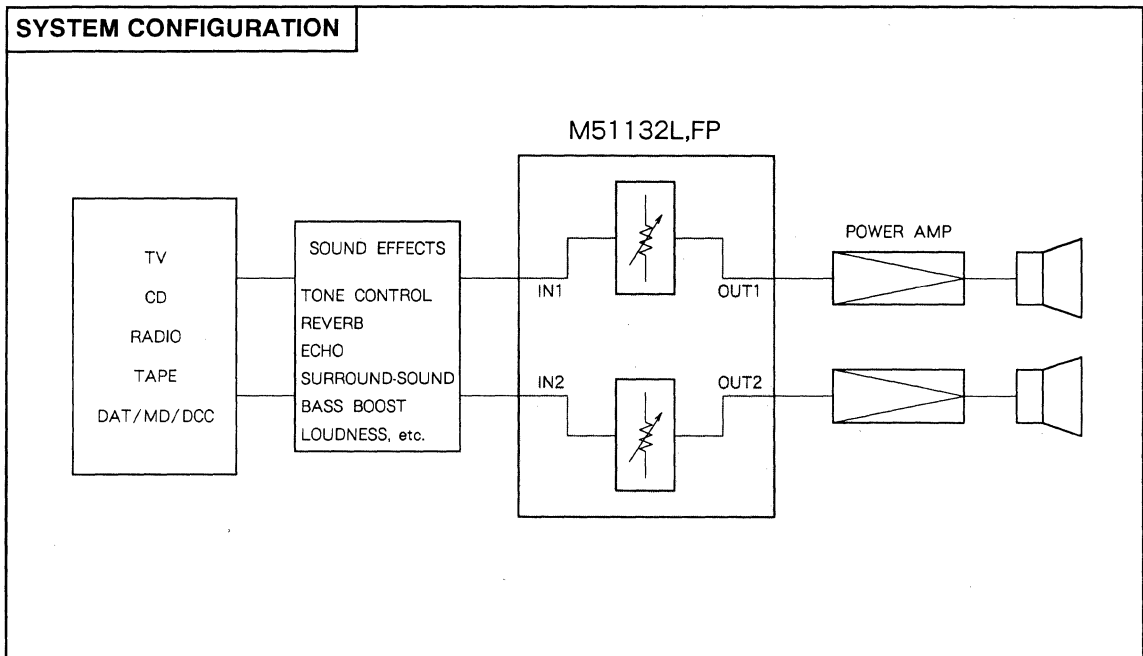 SYSTEM CONFIGURATION
M51132L,FP
TV
CD
RADIO
TAPE
DAT/MD/DCC
SOUND EFFECTS
TONE CONTROL
REVERB
ECHO
SURROUND-SOUND
BASS BOOST
LOUDNESS, etc.
IN1
OUT1
IN2
OUT2
POWER AMP